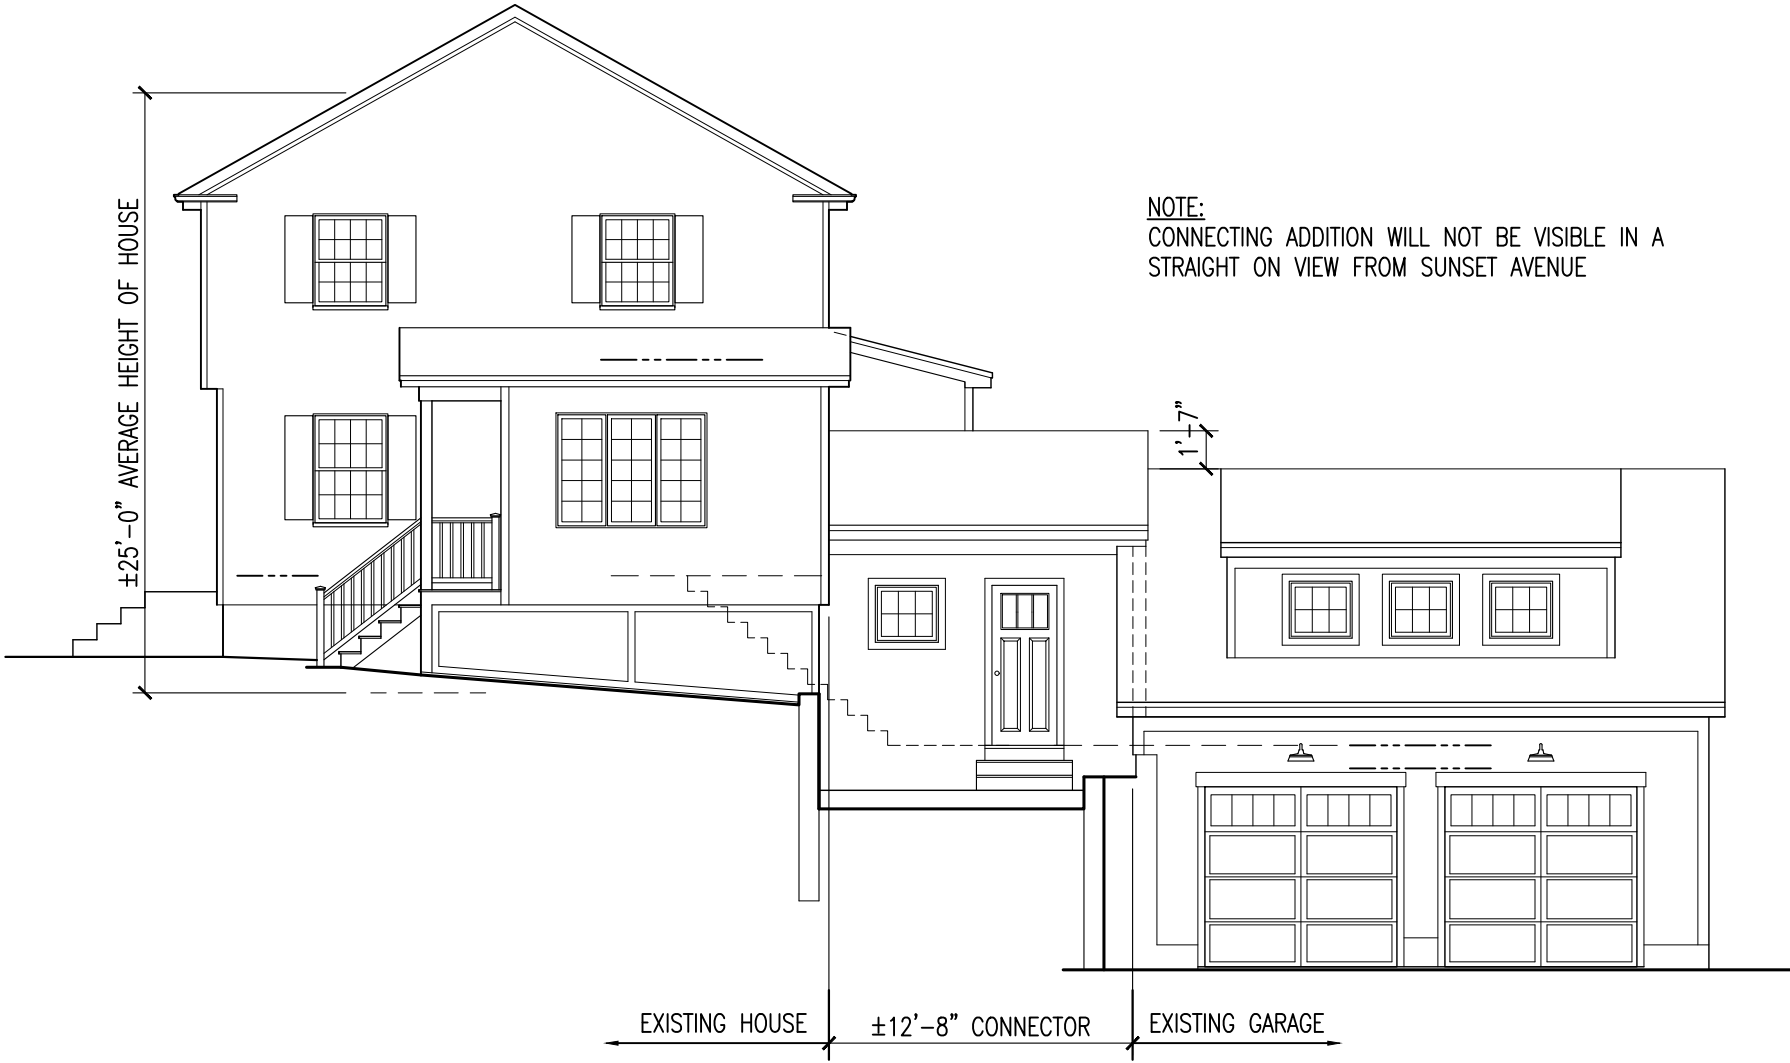 ±25'-0" AVERAGE HEIGHT OF HOUSE
NOTE:
CONNECTING ADDITION WILL NOT BE VISIBLE IN A
STRAIGHT ON VIEW FROM SUNSET AVENUE
1'-7"
EXISTING HOUSE
±12'-8" CONNECTOR
EXISTING GARAGE